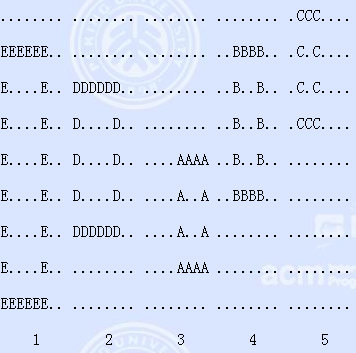 ........ ........ ........ ........ .CCC....
EEEEEE.. ........ ........ ..BBBB.. .C.C....
E....E.. DDDDDD.. ........ ..B..B.. .C.C....
E....E.. D....D.. ........ ..B..B.. .CCC....
E....E.. D....D.. ....AAAA ..B..B.. ........
E....E.. D....D.. ....A..A ..BBBB.. ........
E....E.. DDDDDD.. ....A..A ........ ........
E....E.. ........ ....AAAA ........ ........
EEEEEE.. ........ ........ ........ ........
1 2 3 4 5